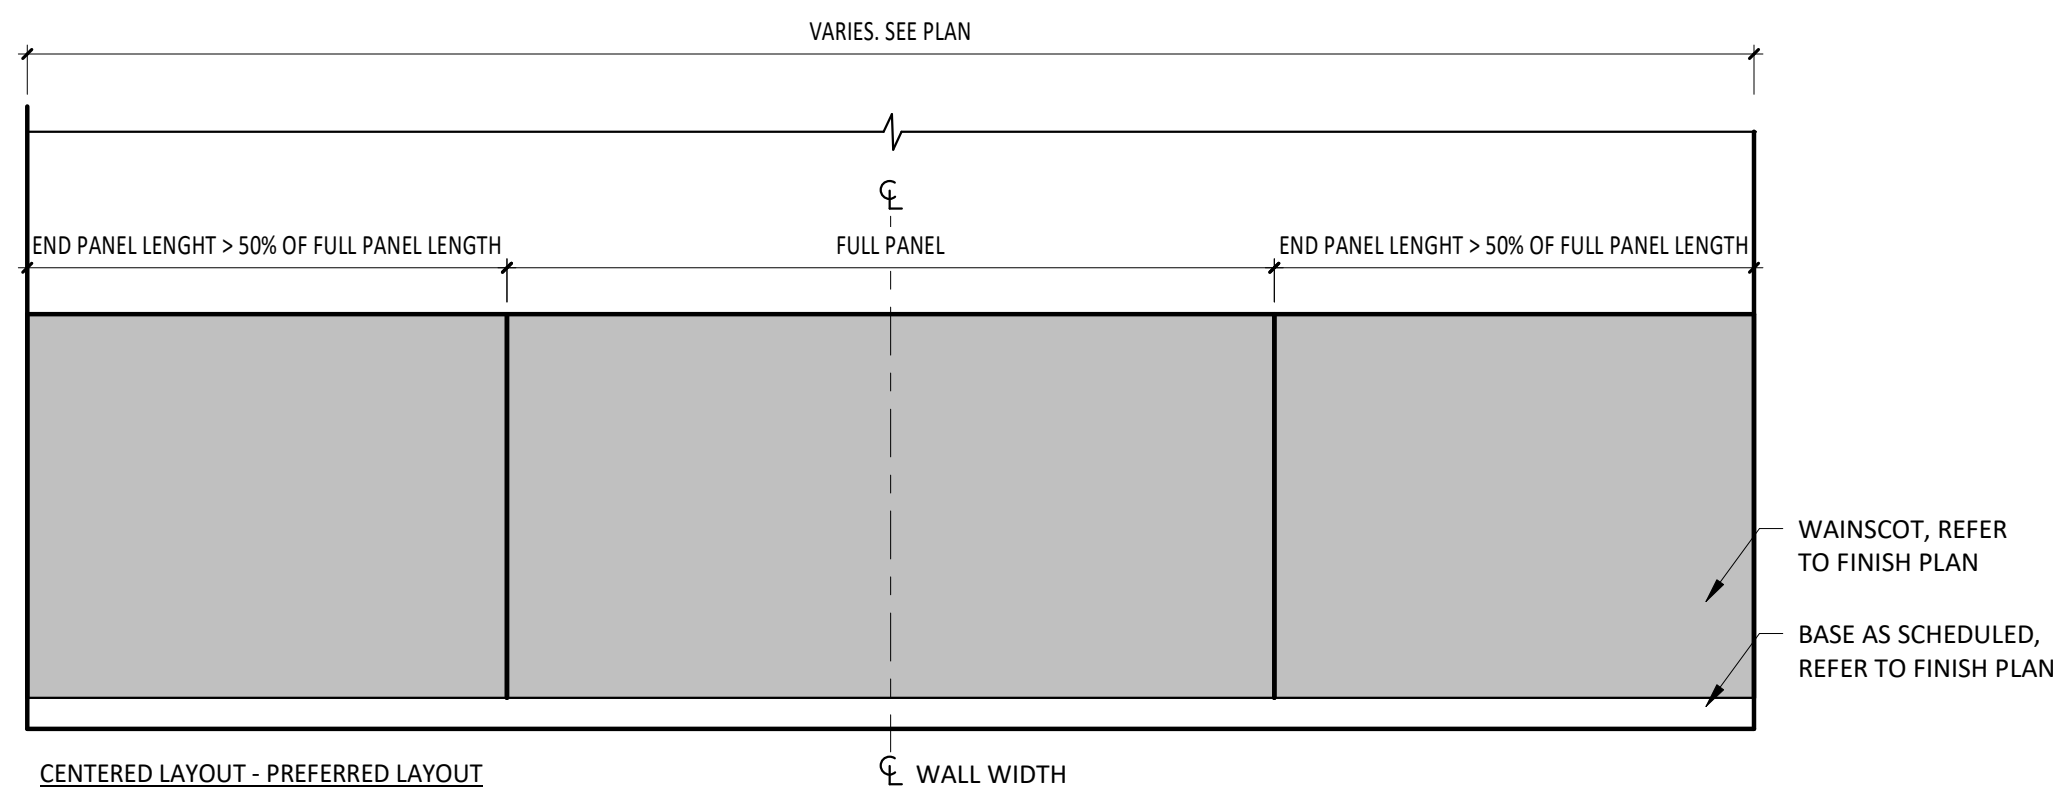 VARIES. SEE PLAN
℄
END PANEL LENGHT > 50% OF FULL PANEL LENGTH
FULL PANEL
END PANEL LENGHT > 50% OF FULL PANEL LENGTH
WAINSCOT, REFER
TO FINISH PLAN
BASE AS SCHEDULED,
REFER TO FINISH PLAN
CENTERED LAYOUT - PREFERRED LAYOUT
℄ WALL WIDTH